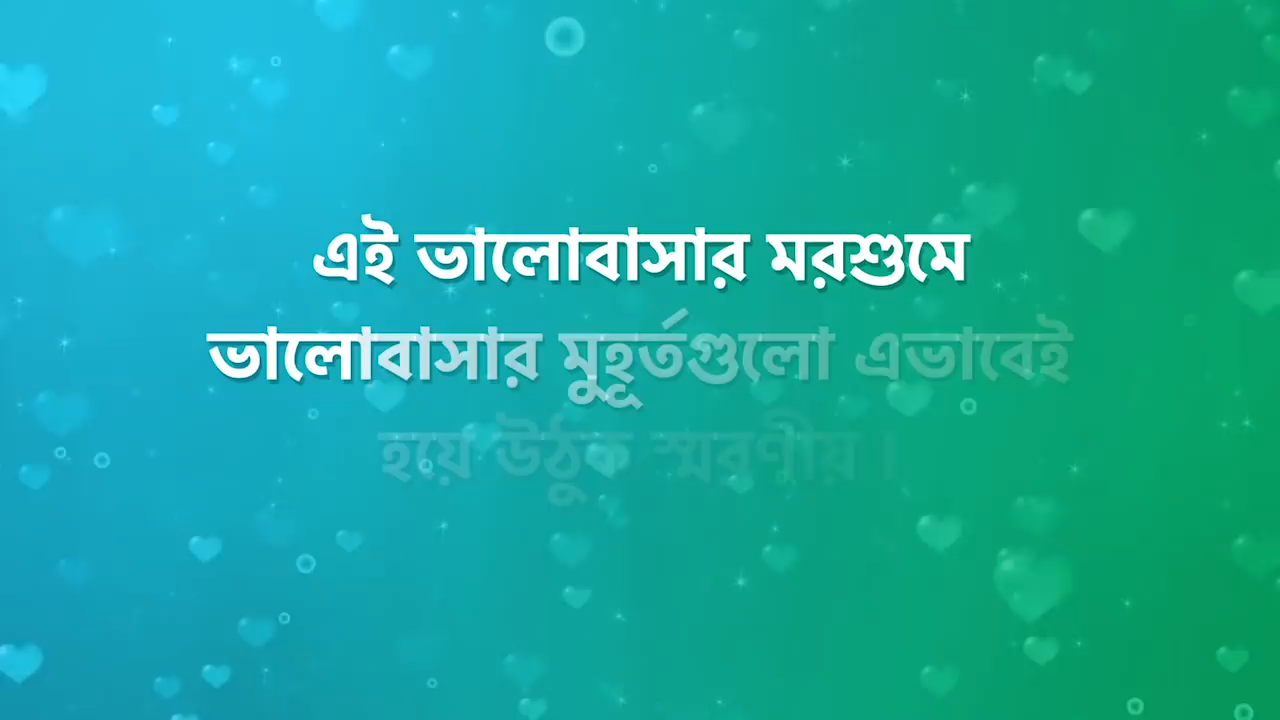 এই ভালোবাসার মরশুমে
ভালোবাসার মুহূর্তগুলো এভাবেই
হয়ে উঠুক স্মরণীয়।